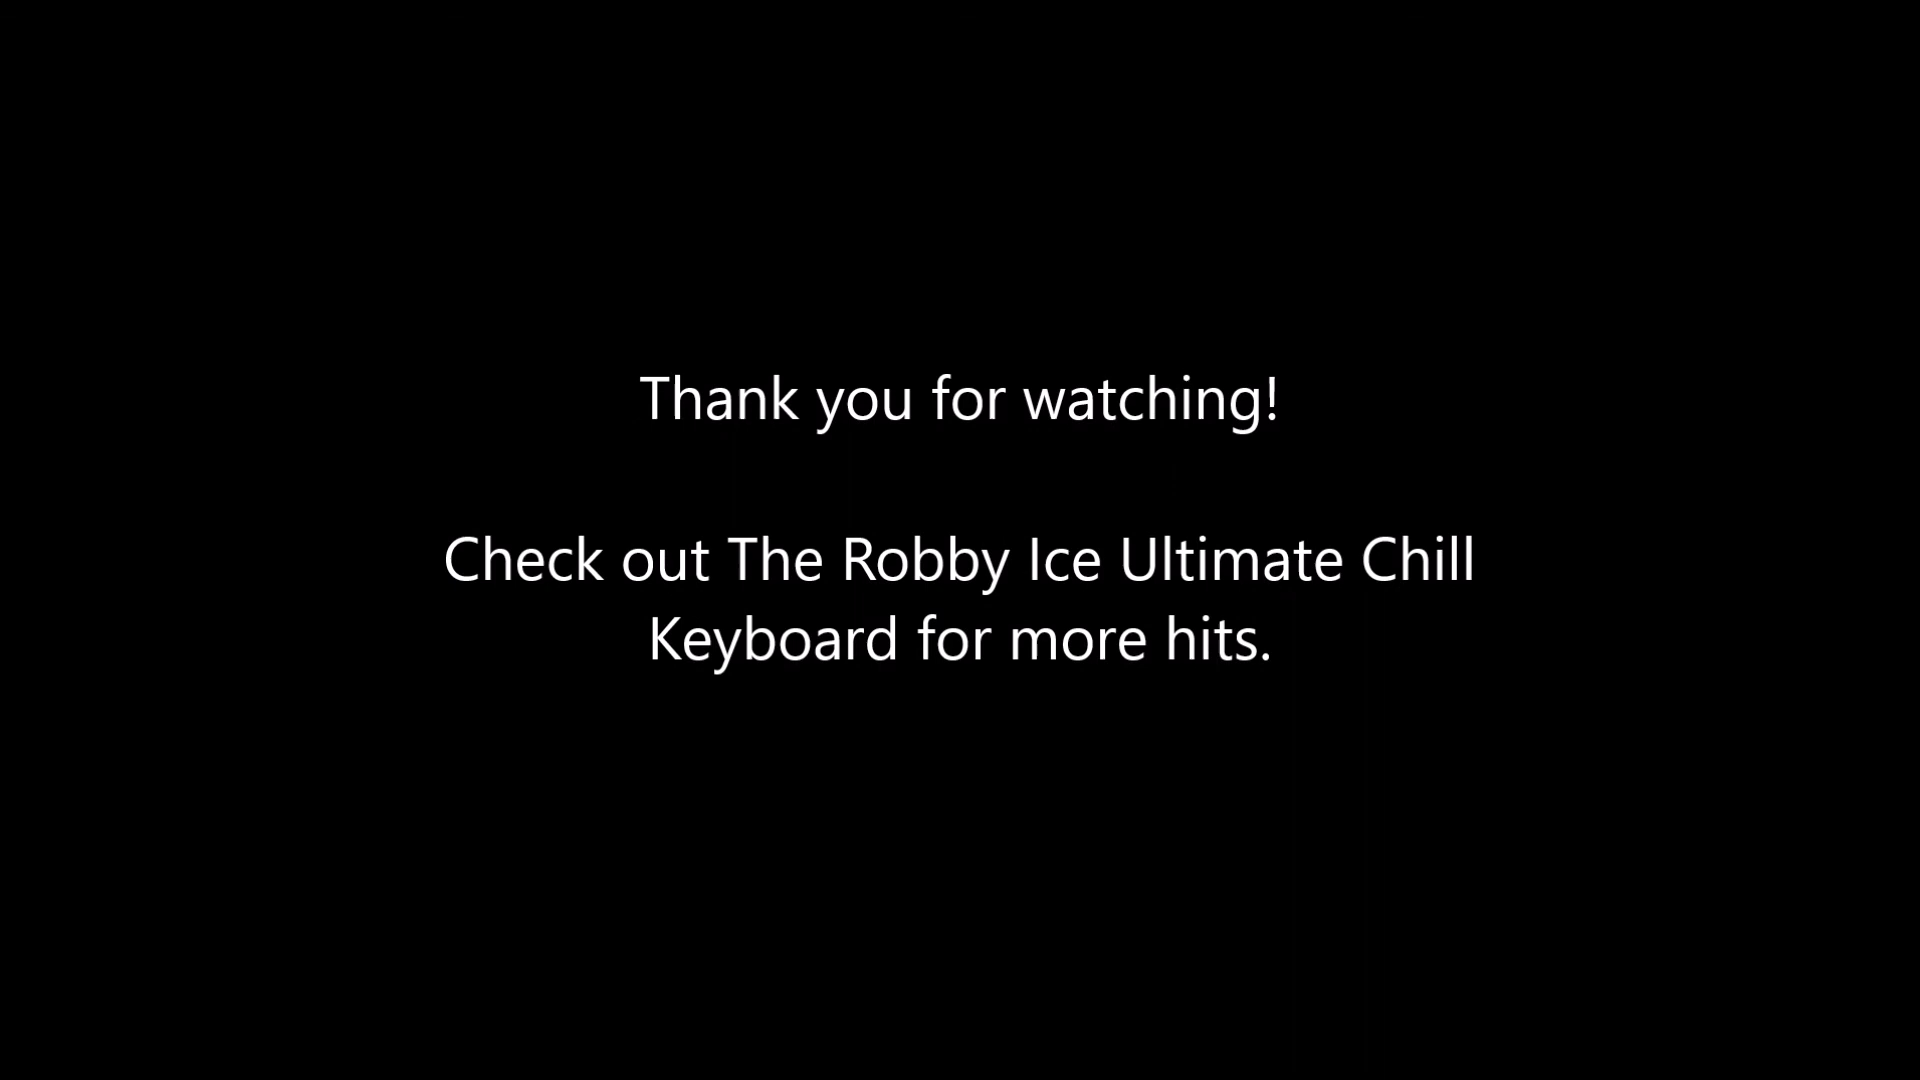 Thank you for watching!
Check out The Robby Ice Ultimate Chill
Keyboard for more hits.